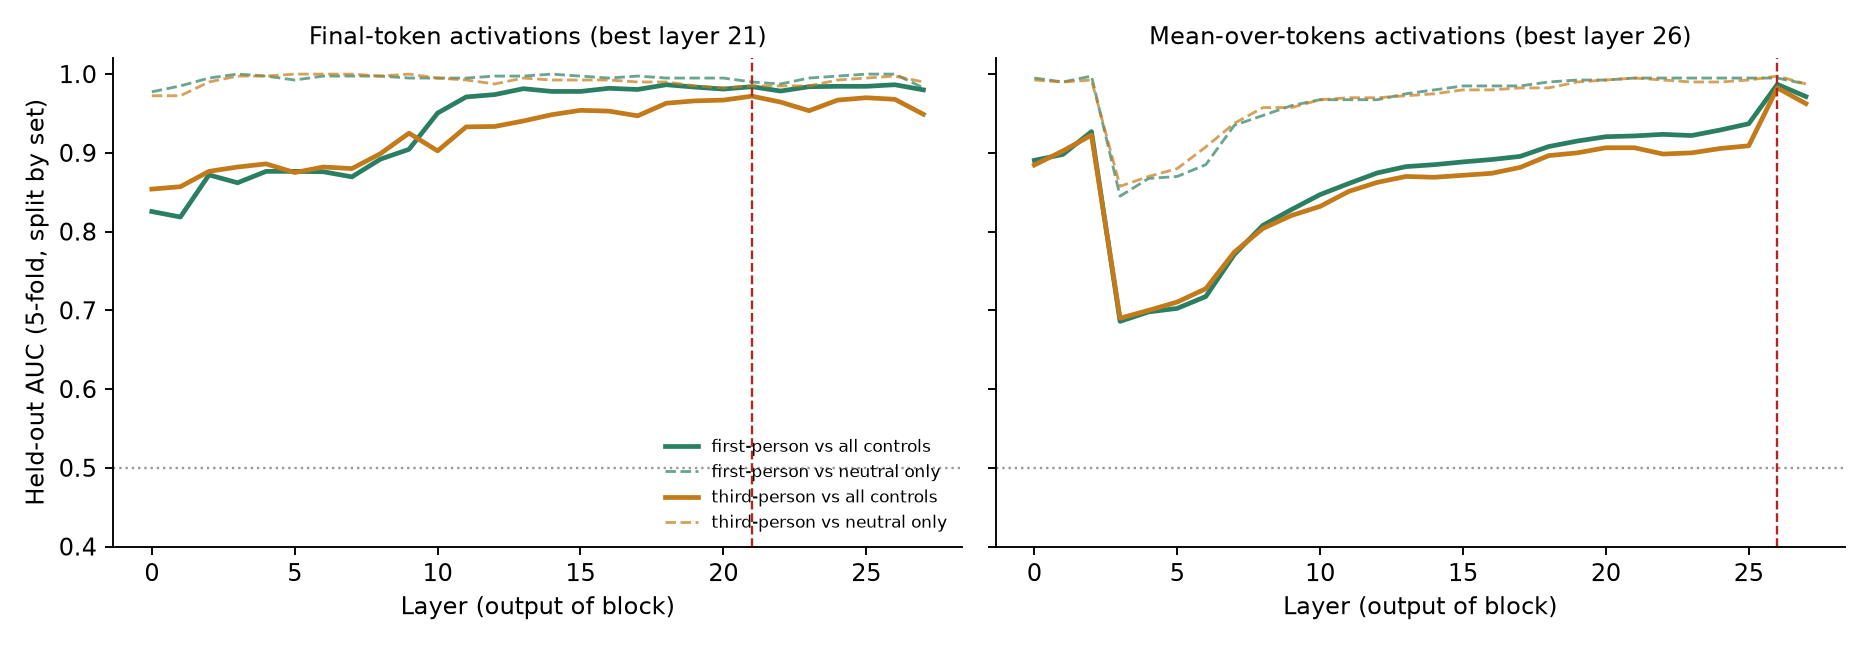 Final-token activations (best layer 21)
Mean-over-tokens activations (best layer 26)
Held-out AUC (5-fold, split by set)
1.0
0.9
0.8
0.7
0.6
0.5
0.4
first-person vs all controls
first-person vs neutral only
third-person vs all controls
third-person vs neutral only
0 5 10 15 20 25
0 5 10 15 20 25
Layer (output of block)
Layer (output of block)